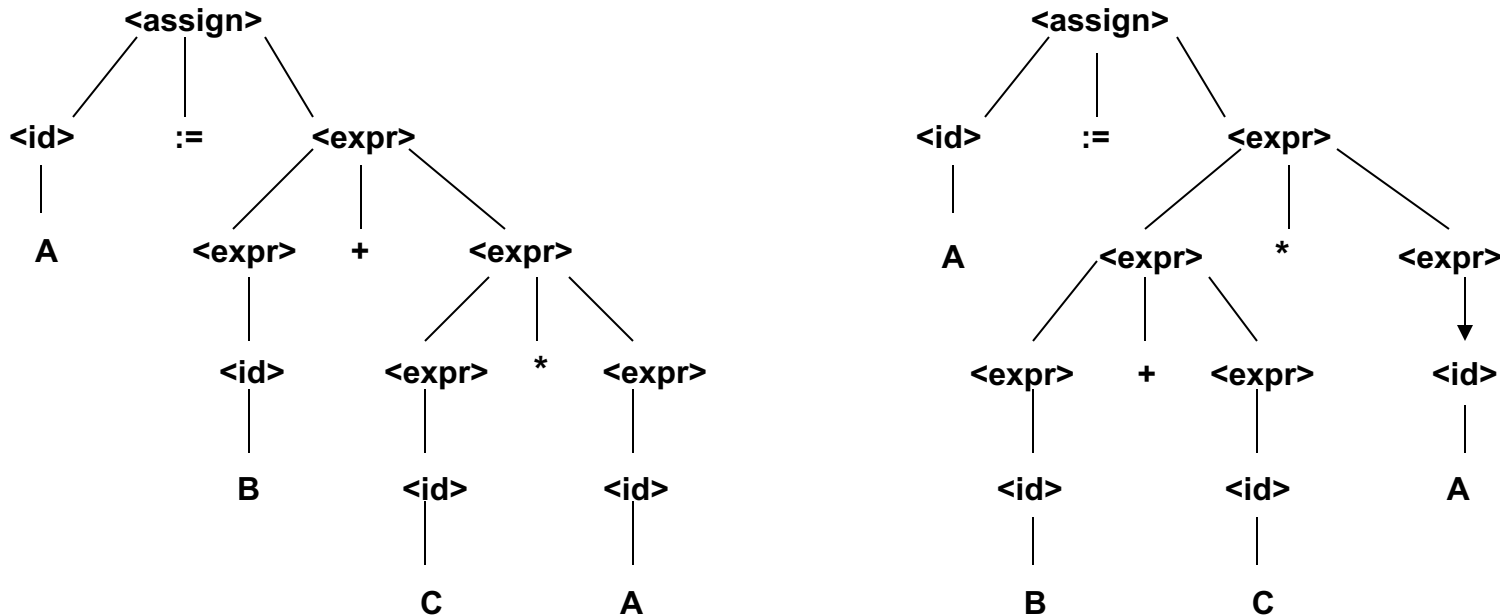 <assign> <assign>
<id> := <expr> <id> := <expr>
A <expr> + <expr> A <expr> * <expr>
<id> <expr> * <expr> <expr> + <expr> <id>
B <id> <id> <id> <id> A
C A B C